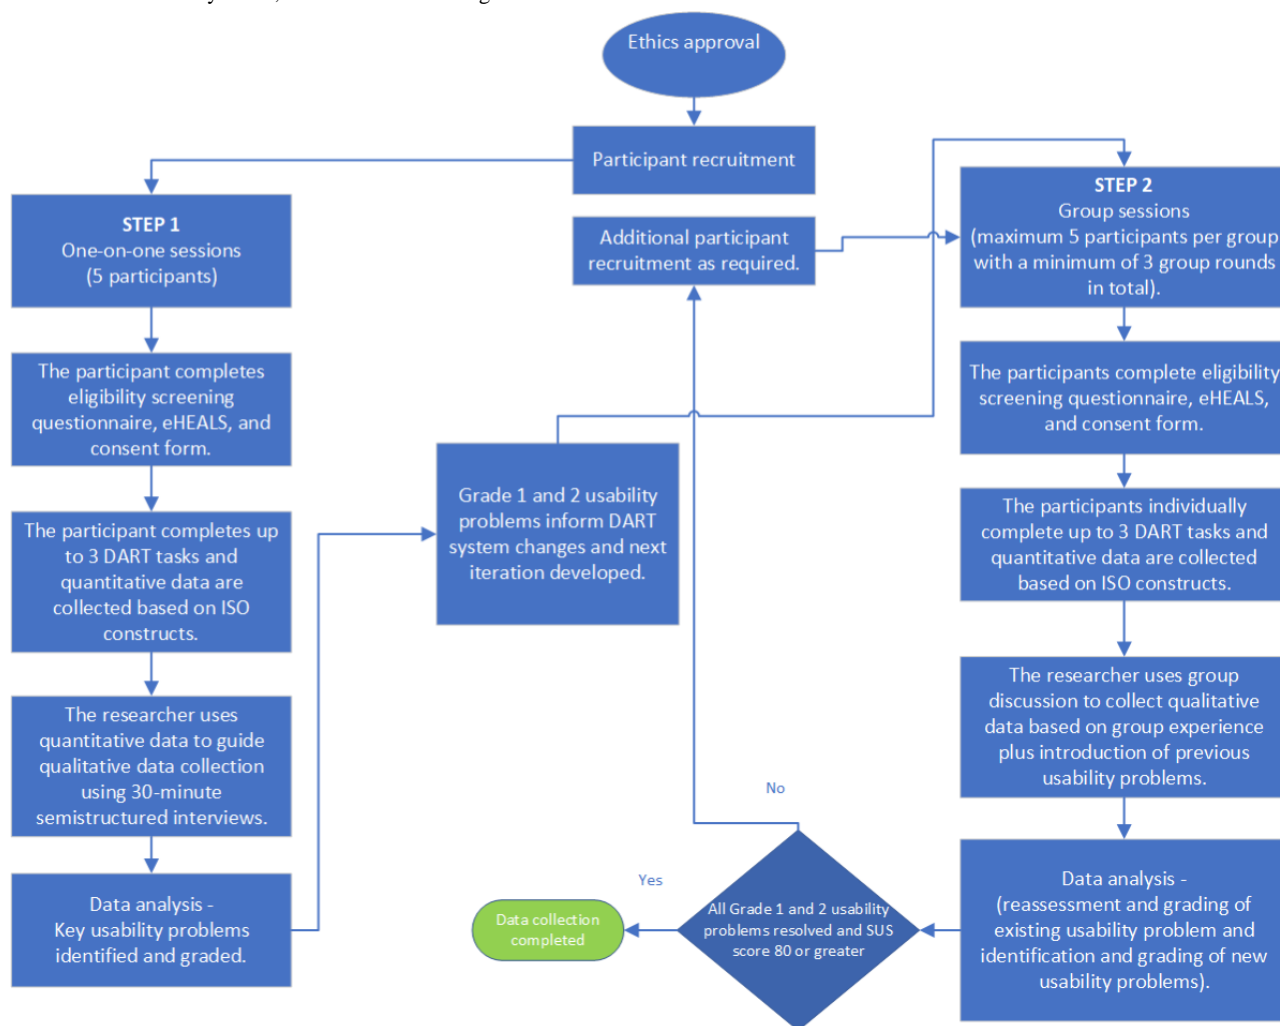 Ethics approval
Participant recruitment
STEP 1
One-on-one sessions
(5 participants)
The participant completes
eligibility screening
questionnaire, eHEALS, and
consent form.
The participant completes up
to 3 DART tasks and
quantitative data are
collected based on ISO
constructs.
The researcher uses
quantitative data to guide
qualitative data collection
using 30-minute
semistructured interviews.
Data analysis -
Key usability problems
identified and graded.
Grade 1 and 2 usability
problems inform DART
system changes and next
iteration developed.
Additional participant
recruitment as required.
STEP 2
Group sessions
(maximum 5 participants per group
with a minimum of 3 group rounds
in total).
The participants complete eligibility
screening questionnaire, eHEALS,
and consent form.
The participants individually
complete up to 3 DART tasks and
quantitative data are collected
based on ISO constructs.
The researcher uses group
discussion to collect qualitative
data based on group experience
plus introduction of previous
usability problems.
Data analysis -
(reassessment and grading of
existing usability problem and
identification and grading of new
usability problems).
All Grade 1 and 2 usability
problems resolved and SUS
score 80 or greater
No
Yes
Data collection
completed